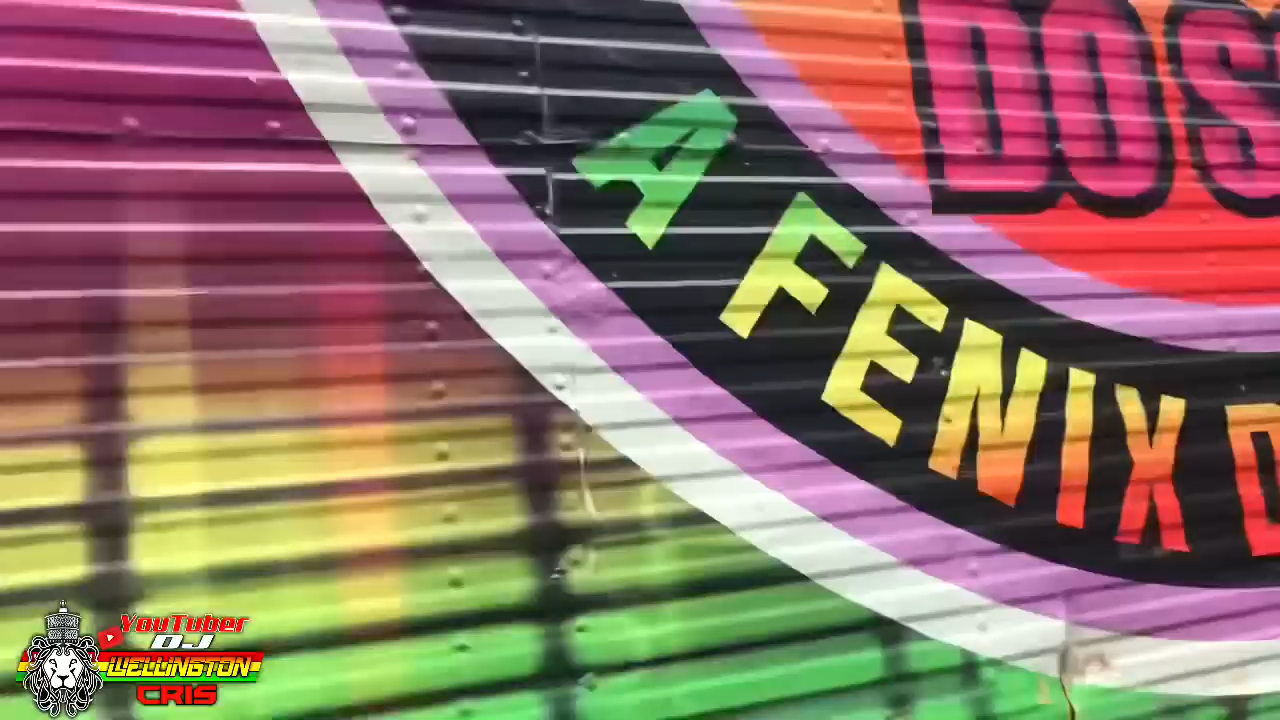 DOS
A FENIX
YouTuber
DJ
WELLINGTON
CRIS